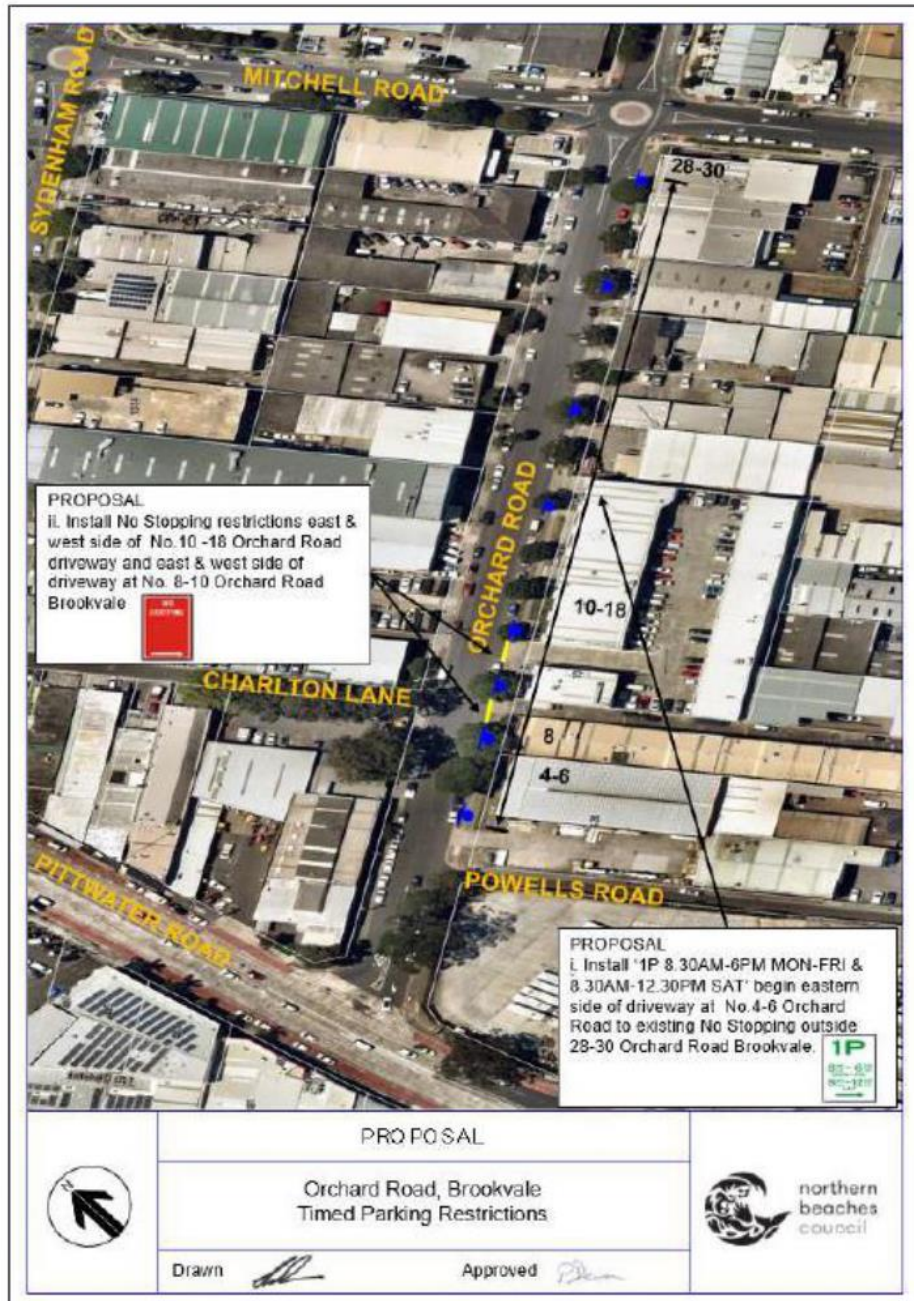 SYDENHAM ROAD
MITCHELL ROAD
28-30
ORCHARD ROAD
PROPOSAL
ii. Install No Stopping restrictions east &
west side of No.10 -18 Orchard Road
driveway and east & west side of
driveway at No. 8-10 Orchard Road
Brookvale
NO
STOPPING
10-18
CHARLTON LANE
8
4-6
PITTWATER ROAD
POWELLS ROAD
PROPOSAL
i. Install '1P 8.30AM-6PM MON-FRI &
8.30AM-12.30PM SAT' begin eastern
side of driveway at No.4-6 Orchard
Road to existing No Stopping outside
28-30 Orchard Road Brookvale.
1P
PROPOSAL
N
Orchard Road, Brookvale
Timed Parking Restrictions
northern
beaches
council
Drawn
Approved